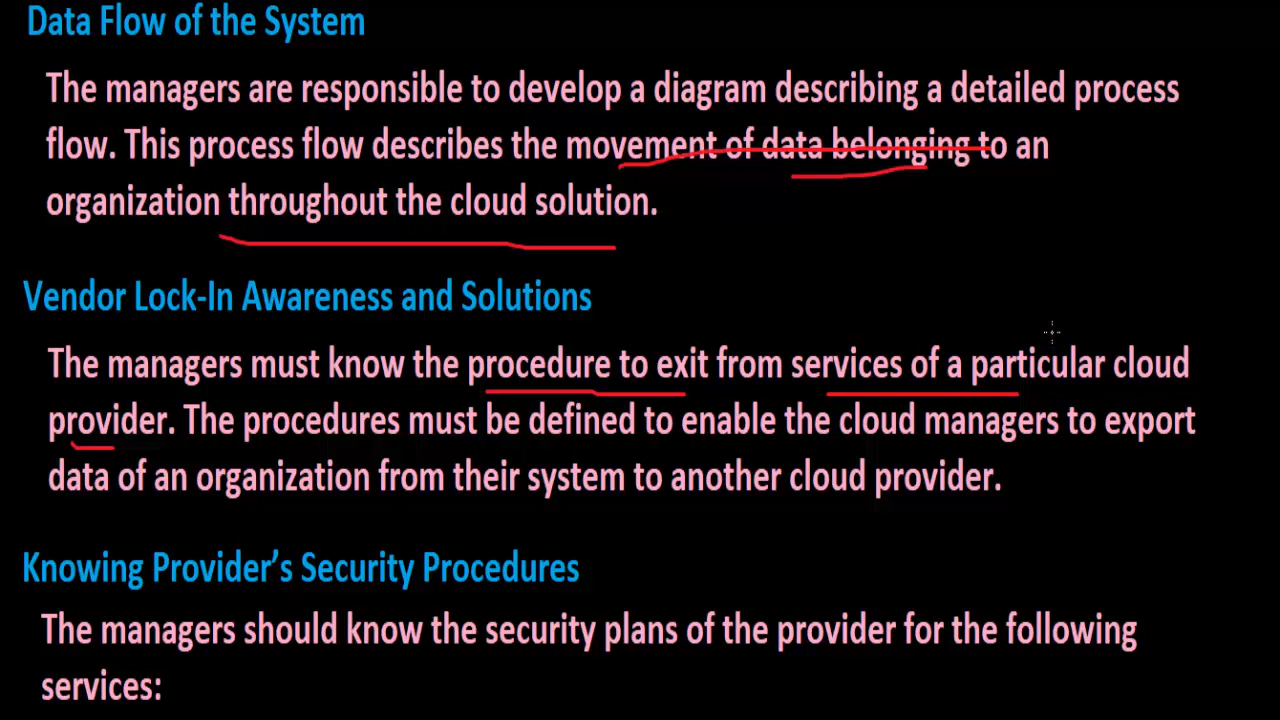 Data Flow of the System
The managers are responsible to develop a diagram describing a detailed process
flow. This process flow describes the movement of data belonging to an
organization throughout the cloud solution.
Vendor Lock-In Awareness and Solutions
The managers must know the procedure to exit from services of a particular cloud
provider. The procedures must be defined to enable the cloud managers to export
data of an organization from their system to another cloud provider.
Knowing Provider’s Security Procedures
The managers should know the security plans of the provider for the following
services: